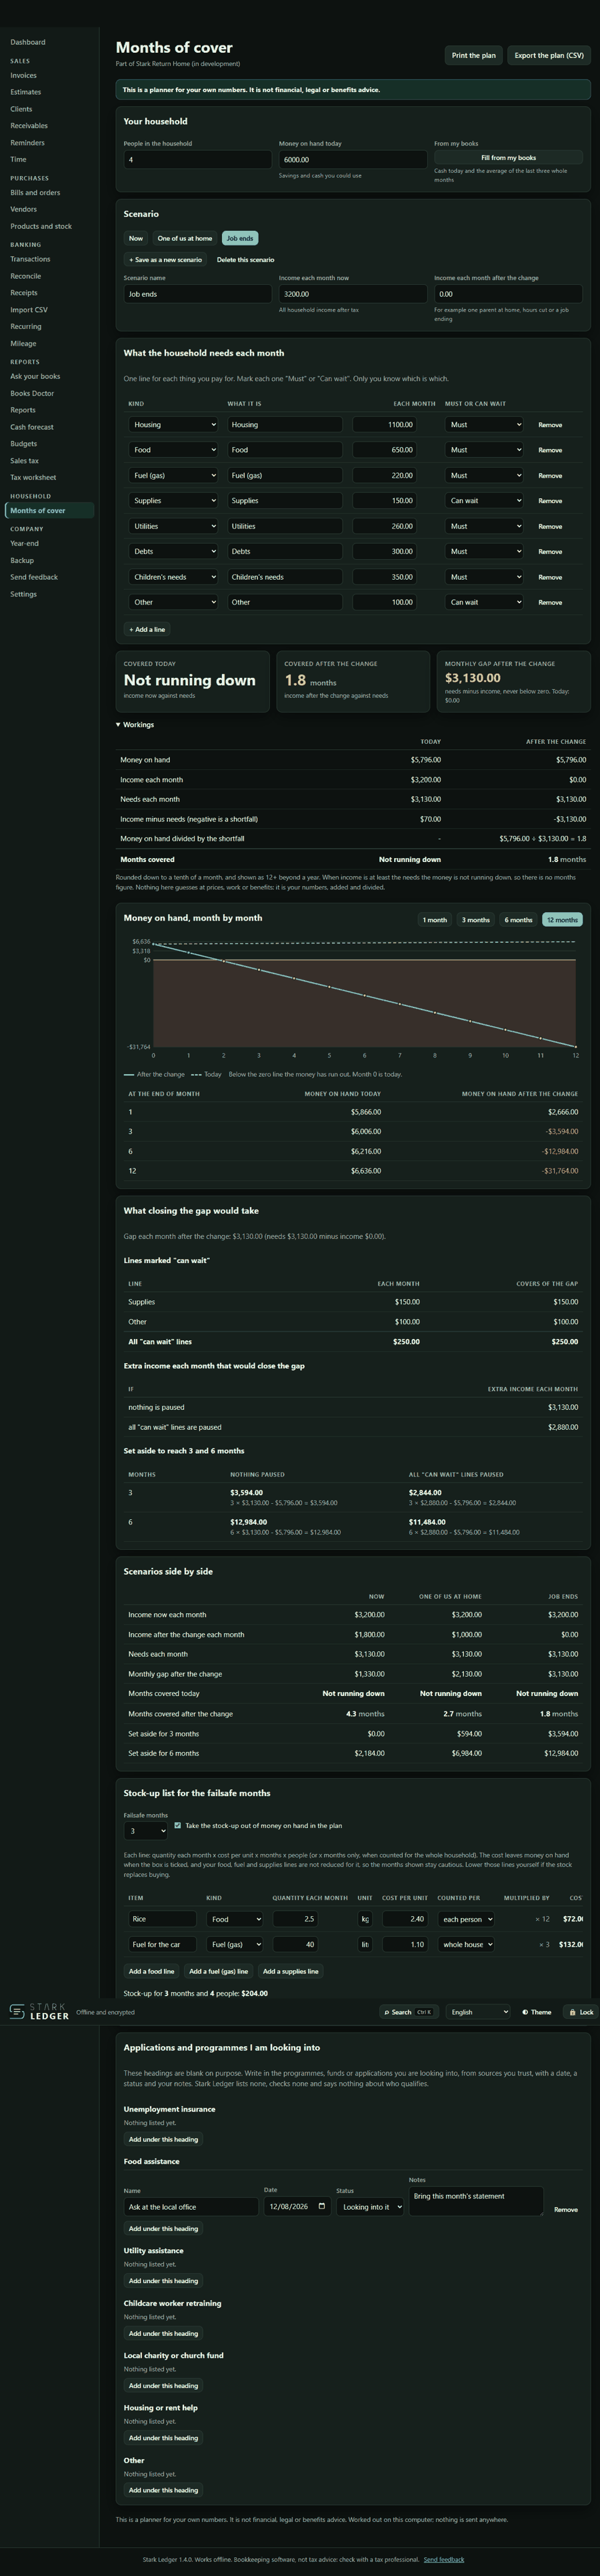 Dashboard
SALES
Invoices
Estimates
Clients
Receivables
Reminders
Time
PURCHASES
Bills and orders
Vendors
Products and stock
BANKING
Transactions
Reconcile
Receipts
Import CSV
Recurring
Mileage
REPORTS
Ask your books
Books Doctor
Reports
Cash forecast
Budgets
Sales tax
Tax worksheet
HOUSEHOLD
Months of cover
COMPANY
Year-end
Backup
Send feedback
Settings
Months of cover
Part of Stark Return Home (in development)
Print the plan
Export the plan (CSV)
This is a planner for your own numbers. It is not financial, legal or benefits advice.
Your household
People in the household Money on hand today From my books
4 6000.00 Fill from my books
Savings and cash you could use
Cash today and the average of the last three whole
months
Scenario
Now One of us at home Job ends
+ Save as a new scenario Delete this scenario
Scenario name Income each month now Income each month after the change
Job ends 3200.00 0.00
All household income after tax
For example one parent at home, hours cut or a job
ending
What the household needs each month
One line for each thing you pay for. Mark each one "Must" or "Can wait". Only you know which is which.
KIND WHAT IT IS EACH MONTH MUST OR CAN WAIT
Housing Housing 1100.00 Must Remove
Food Food 650.00 Must Remove
Fuel (gas) Fuel (gas) 220.00 Must Remove
Supplies Supplies 150.00 Can wait Remove
Utilities Utilities 260.00 Must Remove
Debts Debts 300.00 Must Remove
Children's needs Children's needs 350.00 Must Remove
Other Other 100.00 Can wait Remove
+ Add a line
COVERED TODAY
Not running down
income now against needs
COVERED AFTER THE CHANGE
1.8 months
income after the change against needs
MONTHLY GAP AFTER THE CHANGE
$3,130.00
needs minus income, never below zero. Today:
$0.00
▼ Workings
TODAY AFTER THE CHANGE
Money on hand $5,796.00 $5,796.00
Income each month $3,200.00 $0.00
Needs each month $3,130.00 $3,130.00
Income minus needs (negative is a shortfall) $70.00 -$3,130.00
Money on hand divided by the shortfall - $5,796.00 ÷ $3,130.00 = 1.8
Months covered Not running down 1.8 months
Rounded down to a tenth of a month, and shown as 12+ beyond a year. When income is at least the needs the money is not running down, so there is no months
figure. Nothing here guesses at prices, work or benefits: it is your numbers, added and divided.
Money on hand, month by month
1 month 3 months 6 months 12 months
$6,636
$3,318
$0
-$31,764
0 1 2 3 4 5 6 7 8 9 10 11 12
After the change Today Below the zero line the money has run out. Month 0 is today.
AT THE END OF MONTH MONEY ON HAND TODAY MONEY ON HAND AFTER THE CHANGE
1 $5,866.00 $2,666.00
3 $6,006.00 -$3,594.00
6 $6,216.00 -$12,984.00
12 $6,636.00 -$31,764.00
What closing the gap would take
Gap each month after the change: $3,130.00 (needs $3,130.00 minus income $0.00).
Lines marked "can wait"
LINE EACH MONTH COVERS OF THE GAP
Supplies $150.00 $150.00
Other $100.00 $100.00
All "can wait" lines $250.00 $250.00
Extra income each month that would close the gap
IF EXTRA INCOME EACH MONTH
nothing is paused $3,130.00
all "can wait" lines are paused $2,880.00
Set aside to reach 3 and 6 months
MONTHS NOTHING PAUSED ALL "CAN WAIT" LINES PAUSED
3 $3,594.00 $2,844.00
3 × $3,130.00 - $5,796.00 = $3,594.00 3 × $2,880.00 - $5,796.00 = $2,844.00
6 $12,984.00 $11,484.00
6 × $3,130.00 - $5,796.00 = $12,984.00 6 × $2,880.00 - $5,796.00 = $11,484.00
Scenarios side by side
NOW ONE OF US AT HOME JOB ENDS
Income now each month $3,200.00 $3,200.00 $3,200.00
Income after the change each month $1,800.00 $1,000.00 $0.00
Needs each month $3,130.00 $3,130.00 $3,130.00
Monthly gap after the change $1,330.00 $2,130.00 $3,130.00
Months covered today Not running down Not running down Not running down
Months covered after the change 4.3 months 2.7 months 1.8 months
Set aside for 3 months $0.00 $594.00 $3,594.00
Set aside for 6 months $2,184.00 $6,984.00 $12,984.00
Stock-up list for the failsafe months
Failsafe months
3 Take the stock-up out of money on hand in the plan
Each line: quantity each month x cost per unit x months x people (or x months only, when counted for the whole household). The cost leaves money on hand
when the box is ticked, and your food, fuel and supplies lines are not reduced for it, so the months shown stay cautious. Lower those lines yourself if the stock
replaces buying.
ITEM KIND QUANTITY EACH MONTH UNIT COST PER UNIT COUNTED PER MULTIPLIED BY COS
Rice Food 2.5 kg 2.40 each person × 12 $72.00
Fuel for the car Fuel (gas) 40 lit 1.10 whole house × 3 $132.00
Add a food line Add a fuel (gas) line Add a supplies line
Stock-up for 3 months and 4 people: $204.00
STARK
LEDGER
Offline and encrypted
Search Ctrl K English Theme Lock
Applications and programmes I am looking into
These headings are blank on purpose. Write in the programmes, funds or applications you are looking into, from sources you trust, with a date, a
status and your notes. Stark Ledger lists none, checks none and says nothing about who qualifies.
Unemployment insurance
Nothing listed yet.
Add under this heading
Food assistance
Name Date Status Notes
Ask at the local office 12/08/2026 Looking into it Bring this month's statement Remove
Add under this heading
Utility assistance
Nothing listed yet.
Add under this heading
Childcare worker retraining
Nothing listed yet.
Add under this heading
Local charity or church fund
Nothing listed yet.
Add under this heading
Housing or rent help
Nothing listed yet.
Add under this heading
Other
Nothing listed yet.
Add under this heading
This is a planner for your own numbers. It is not financial, legal or benefits advice. Worked out on this computer; nothing is sent anywhere.
Stark Ledger 1.4.0. Works offline. Bookkeeping software, not tax advice: check with a tax professional. Send feedback